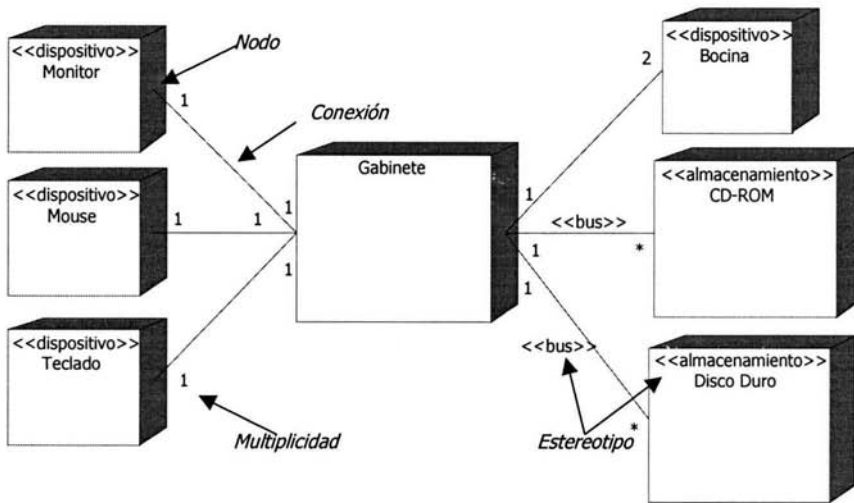 <<dispositivo>>
Monitor
Nodo
1
Conexión
<<dispositivo>>
Mouse
1
1
1
1
<<dispositivo>>
Teclado
1
Multiplicidad
Gabinete
<<dispositivo>>
Bocina
2
1
<<almacenamiento>>
CD-ROM
<<bus>>
1
*
1
<<bus>>
<<almacenamiento>>
Disco Duro
*
Estereotipo